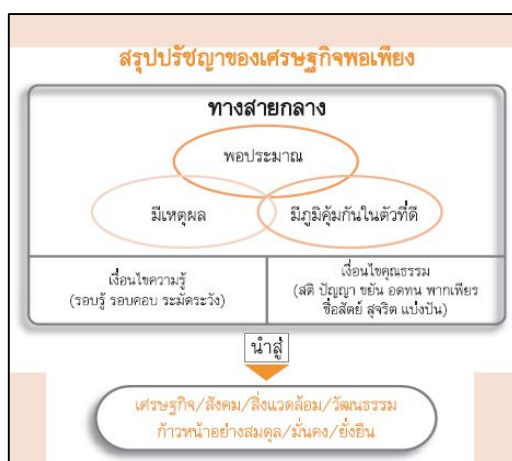 สรุปปรัชญาของเศรษฐกิจพอเพียง
ทางสายกลาง
พอประมาณ
มีเหตุผล
มีภูมิคุ้มกันในตัวที่ดี
เงื่อนไขความรู้
(รอบรู้ รอบคอบ ระมัดระวัง)
เงื่อนไขคุณธรรม
(สติ ปัญญา ขยัน อดทน พากเพียร
ซื่อสัตย์ สุจริต แบ่งปัน)
นำสู่
เศรษฐกิจ/สังคม/สิ่งแวดล้อม/วัฒนธรรม
ก้าวหน้าอย่างสมดุล/มั่นคง/ยั่งยืน